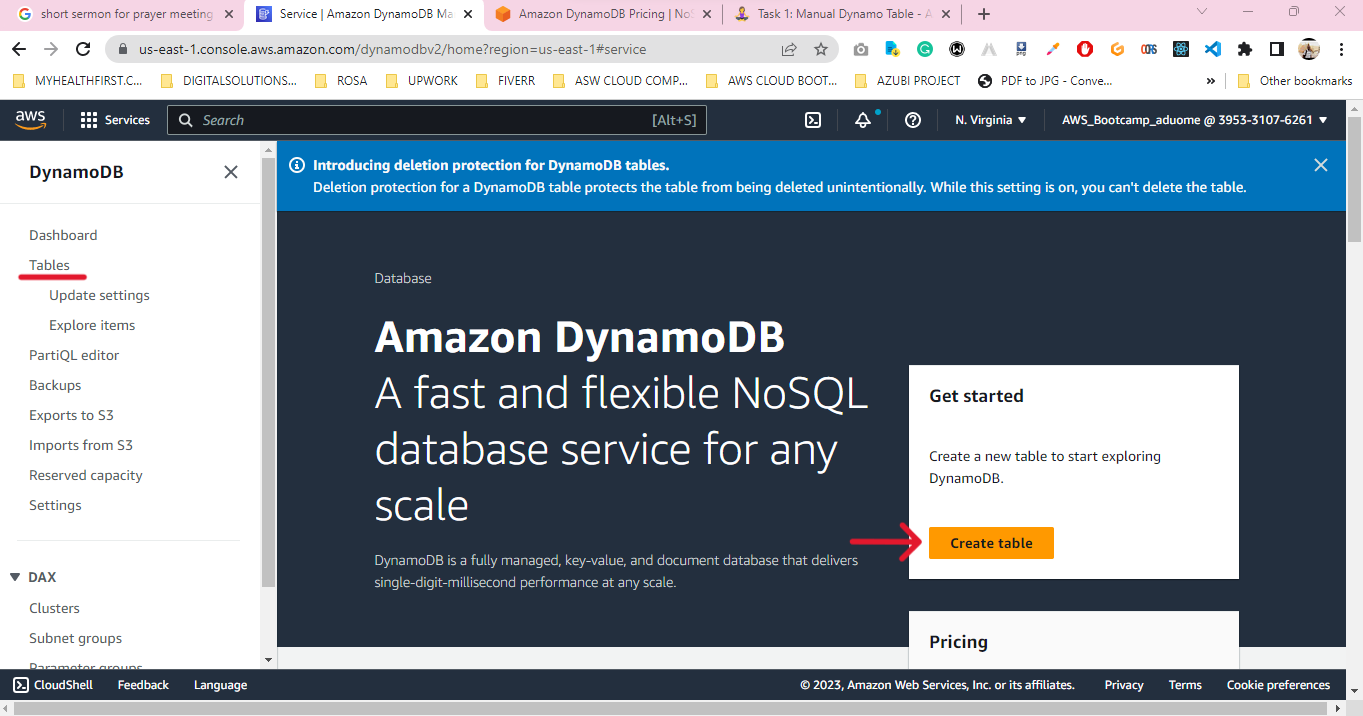 short sermon for prayer meeting
Service | Amazon DynamoDB Ma
Amazon DynamoDB Pricing | No
Task 1: Manual Dynamo Table - A
us-east-1.console.aws.amazon.com/dynamodbv2/home?region=us-east-1#service
MYHEALTHFIRST.C...
DIGITALSOLUTIONS...
ROSA
UPWORK
FIVERR
ASW CLOUD COMP...
AWS CLOUD BOOT...
AZUBI PROJECT
PDF to JPG - Conve...
»
Other bookmarks
aws
Services
Search
[Alt+S]
N. Virginia
AWS_Bootcamp_aduome @ 3953-3107-6261
DynamoDB
Dashboard
Tables
Update settings
Explore items
PartiQL editor
Backups
Exports to S3
Imports from S3
Reserved capacity
Settings
DAX
Clusters
Subnet groups
Parameter groups
Introducing deletion protection for DynamoDB tables.
Deletion protection for a DynamoDB table protects the table from being deleted unintentionally. While this setting is on, you can't delete the table.
Database
Amazon DynamoDB
A fast and flexible NoSQL
database service for any
scale
DynamoDB is a fully managed, key-value, and document database that delivers
single-digit-millisecond performance at any scale.
Get started
Create a new table to start exploring
DynamoDB.
Create table
Pricing
CloudShell
Feedback
Language
© 2023, Amazon Web Services, Inc. or its affiliates.
Privacy
Terms
Cookie preferences